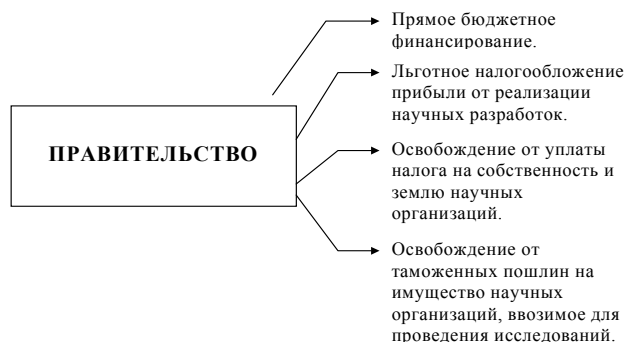 Прямое бюджетное
финансирование.
Льготное налогообложение
прибыли от реализации
научных разработок.
ПРАВИТЕЛЬСТВО
Освобождение от уплаты
налога на собственность и
землю научных
организаций.
Освобождение от
таможенных пошлин на
имущество научных
организаций, ввозимое для
проведения исследований.